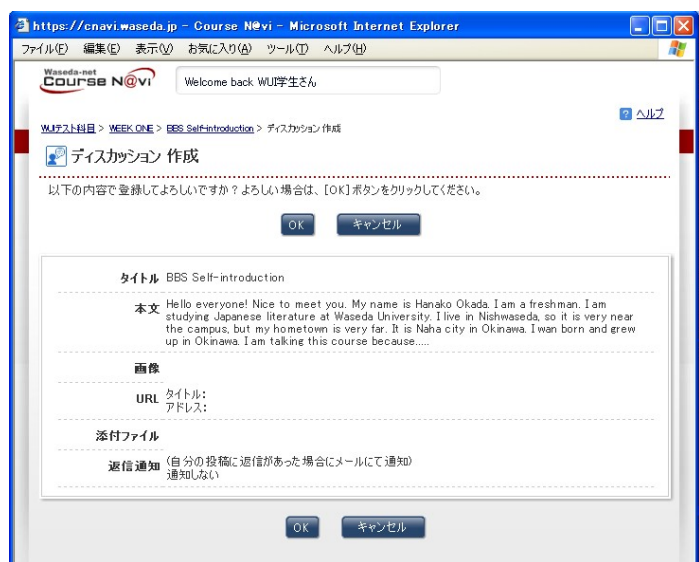 https://cnavi.waseda.jp - Course N@vi - Microsoft Internet Explorer
ファイル(F) 編集(E) 表示(V) お気に入り(A) ツール(T) ヘルプ(H)
Waseda-net
Course N@vi
Welcome back WUI学生さん
ヘルプ
WUIテスト科目 > WEEK ONE > BBS Self-introduction > ディスカッション作成
ディスカッション 作成
以下の内容で登録してよろしいですか?よろしい場合は、[OK]ボタンをクリックしてください。
OK キャンセル
タイトル BBS Self-introduction
本文 Hello everyone! Nice to meet you. My name is Hanako Okada. I am a freshman. I am
studying Japanese literature at Waseda University. I live in Nishwaseda, so it is very near
the campus, but my hometown is very far. It is Naha city in Okinawa. I wan born and grew
up in Okinawa. I am talking this course because.....
画像
URL タイトル:
アドレス:
添付ファイル
返信通知 (自分の投稿に返信があった場合にメールにて通知)
通知しない
OK キャンセル